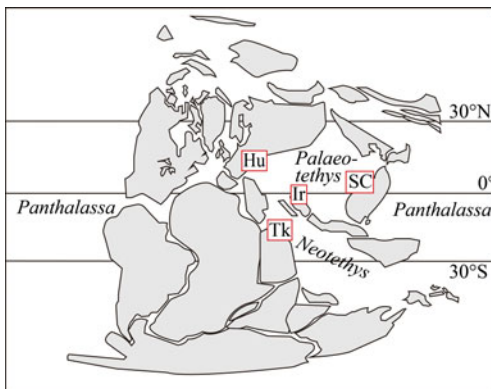 30°N
Hu
Palaeo-
tethys
SC
Ir
0°
Panthalassa
Panthalassa
Tk
Neotethys
30°S